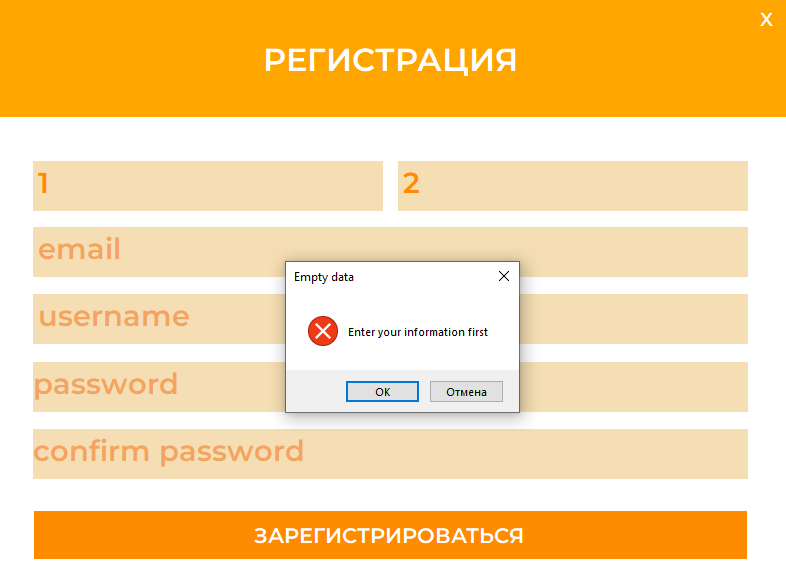 X
РЕГИСТРАЦИЯ
1
2
email
username
password
confirm password
Empty data
Enter your information first
OK
Отмена
ЗАРЕГИСТРИРОВАТЬСЯ